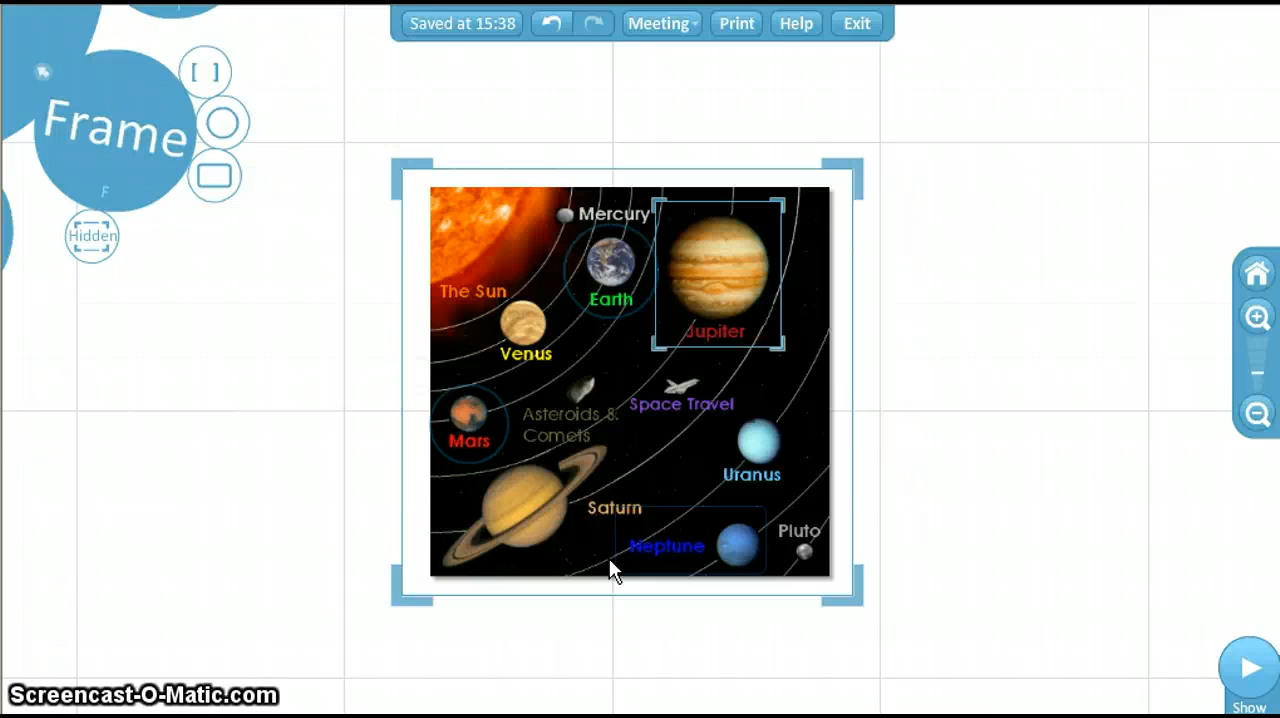 Saved at 15:38 Meeting Print Help Exit
[ ]
Frame
F
Hidden
Mercury
The Sun
Earth
Jupiter
Venus
Asteroids &
Comets
Space Travel
Mars
Uranus
Saturn
Neptune
Pluto
Show
Screencast-O-Matic.com